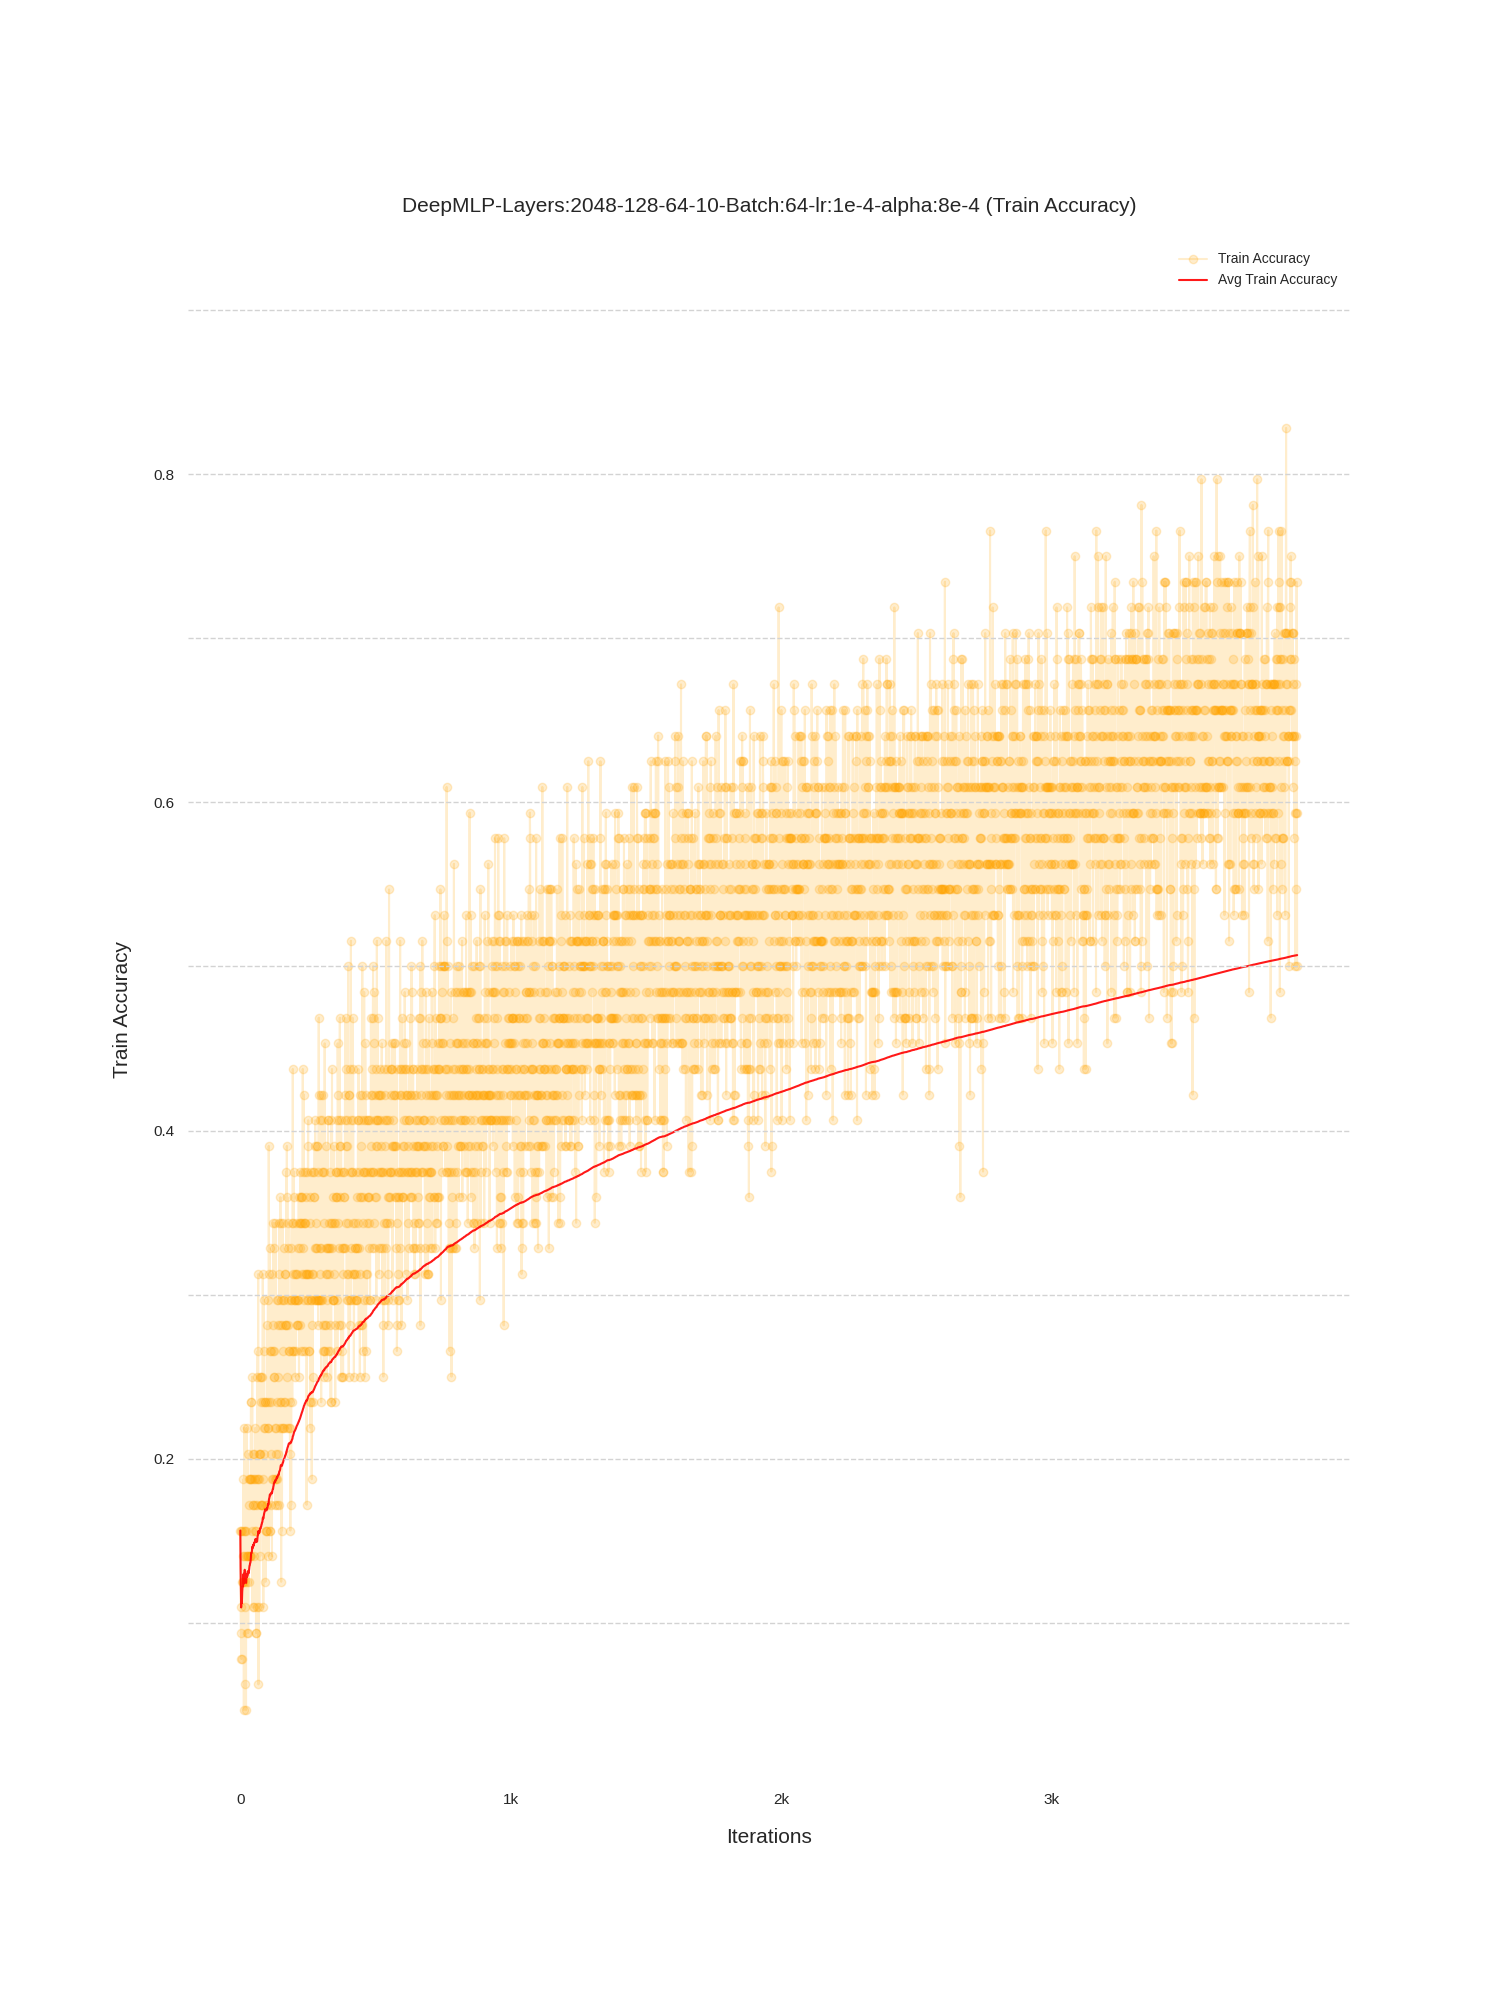 DeepMLP-Layers:2048-128-64-10-Batch:64-lr:1e-4-alpha:8e-4 (Train Accuracy)
Train Accuracy
Avg Train Accuracy
0.8
0.6
0.4
0.2
Train Accuracy
0 1k 2k 3k
Iterations